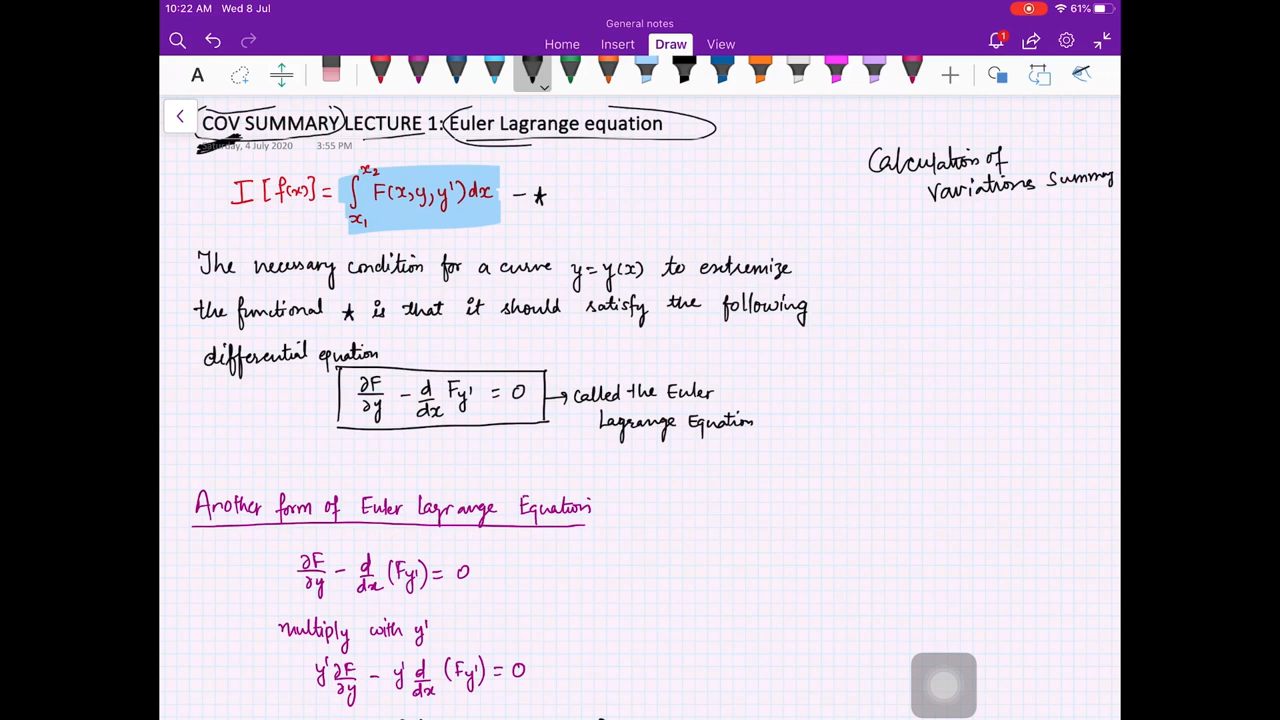 10:22 AM Wed 8 Jul
61%
General notes
Home Insert Draw View
1
A
COV SUMMARY LECTURE 1: Euler Lagrange equation
Saturday, 4 July 2020 3:55 PM
Calculation of
variations summary
I[f(x)] = ∫ₓ₁ˣ² F(x,y,y')dx - ★
The necessary condition for a curve y=y(x) to extremize
the functional ★ is that it should satisfy the following
differential equation
∂F/∂y - d/dx Fy' = 0 → called the Euler
Lagrange Equation
Another form of Euler Lagrange Equation
∂F/∂y - d/dx (Fy') = 0
multiply with y'
y' ∂F/∂y - y' d/dx (Fy') = 0